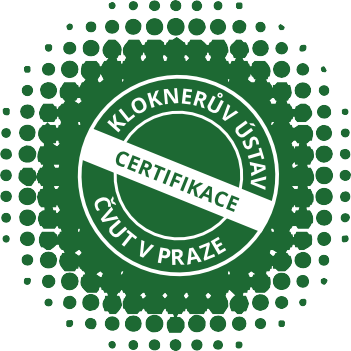 KLOKNERŮV ÚSTAV
CERTIFIKACE
ČVUT V PRAZE